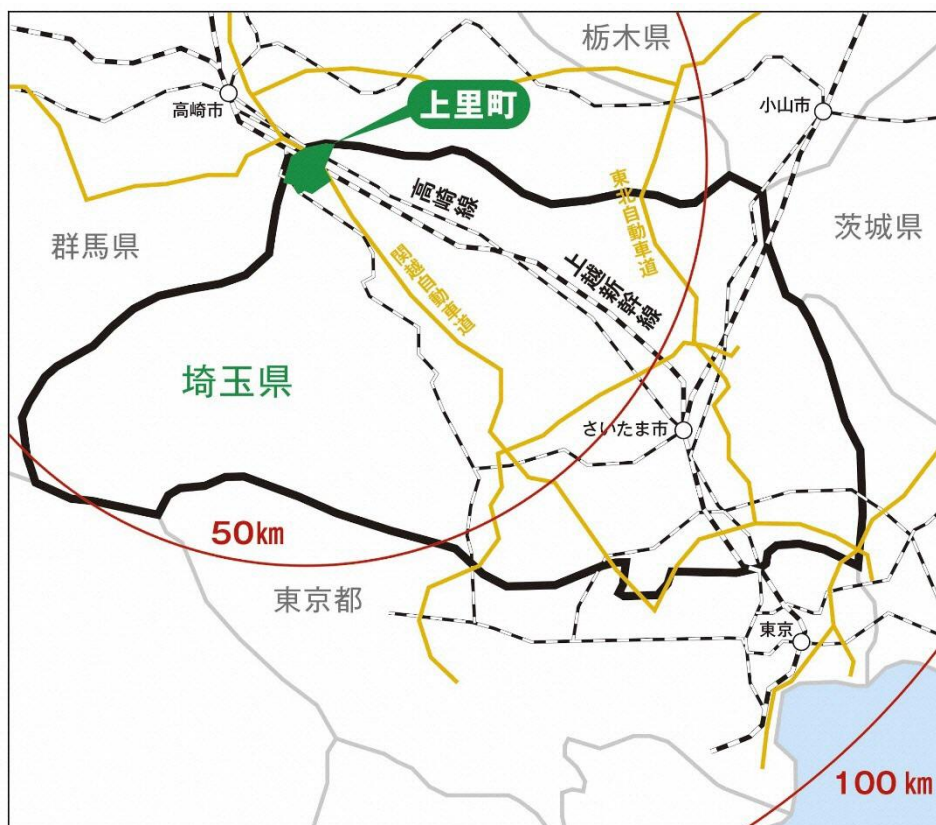 栃木県
高崎市
上里町
小山市
高崎線
東北自動車道
茨城県
群馬県
関越自動車道
上越新幹線
埼玉県
さいたま市
50km
東京都
東京
100km